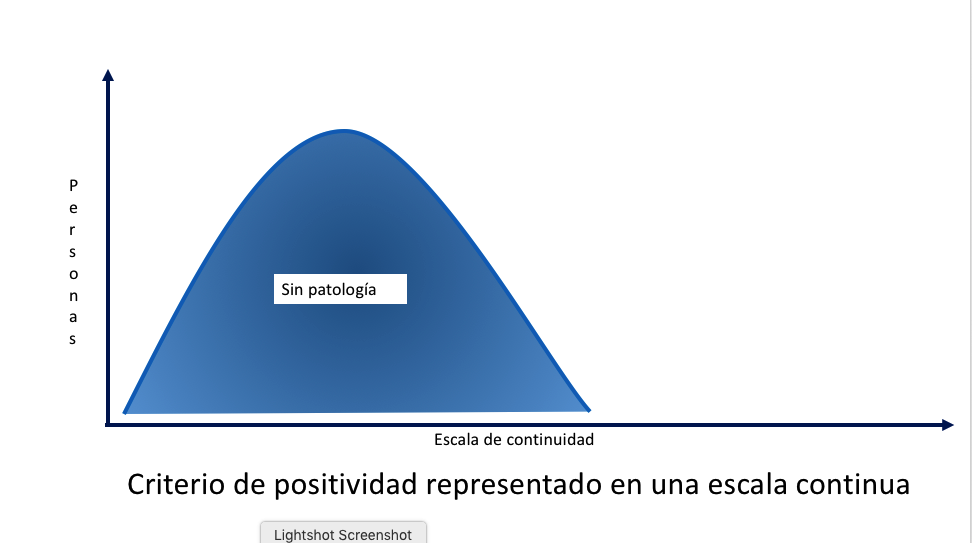 Personas
Sin patología
Escala de continuidad
Criterio de positividad representado en una escala continua
Lightshot Screenshot